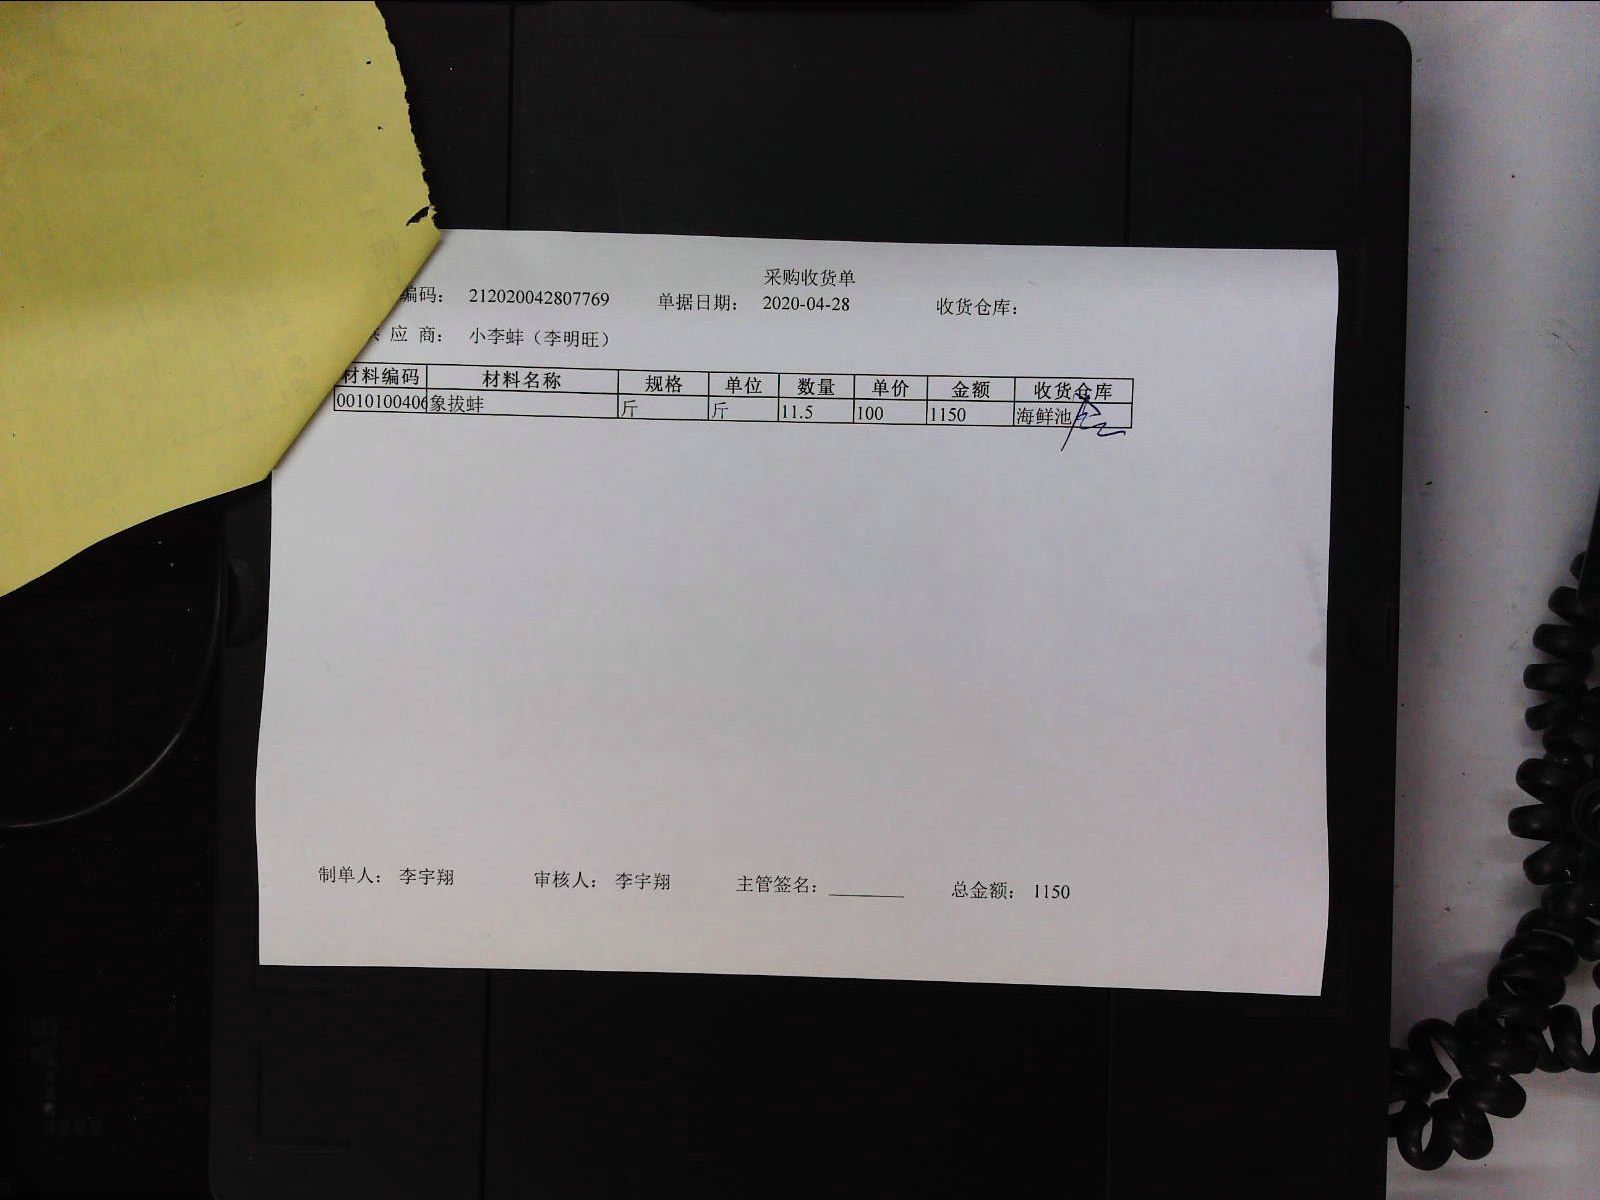 采购收货单
编码： 212020042807769 单据日期： 2020-04-28 收货仓库：
应 商： 小李蚌（李明旺）
材料编码 材料名称 规格 单位 数量 单价 金额 收货仓库
0010100406 象拔蚌 斤 斤 11.5 100 1150 海鲜池
制单人： 李宇翔 审核人： 李宇翔 主管签名： 总金额： 1150